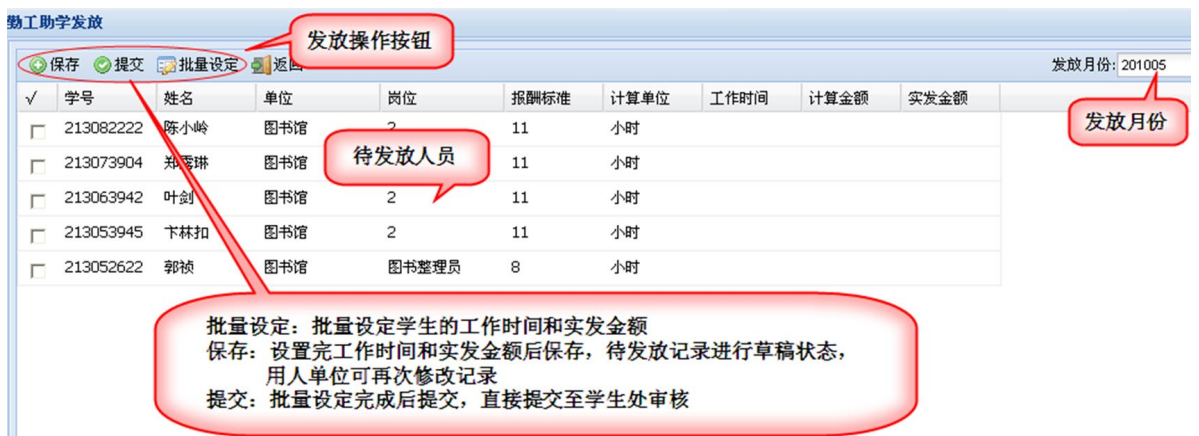 勤工助学发放
发放操作按钮
保存 提交 批量设定 返回
发放月份: 201005
√ 学号 姓名 单位 岗位 报酬标准 计算单位 工作时间 计算金额 实发金额
发放月份
213082222 陈小岭 图书馆 2 11 小时
待发放人员
213073904 郑露琳 图书馆 11 小时
213063942 叶剑 图书馆 2 11 小时
213053945 卞林扣 图书馆 2 11 小时
213052622 郭祯 图书馆 图书整理员 8 小时
批量设定：批量设定学生的工作时间和实发金额
保存：设置完工作时间和实发金额后保存，待发放记录进行草稿状态，
用人单位可再次修改记录
提交：批量设定完成后提交，直接提交至学生处审核